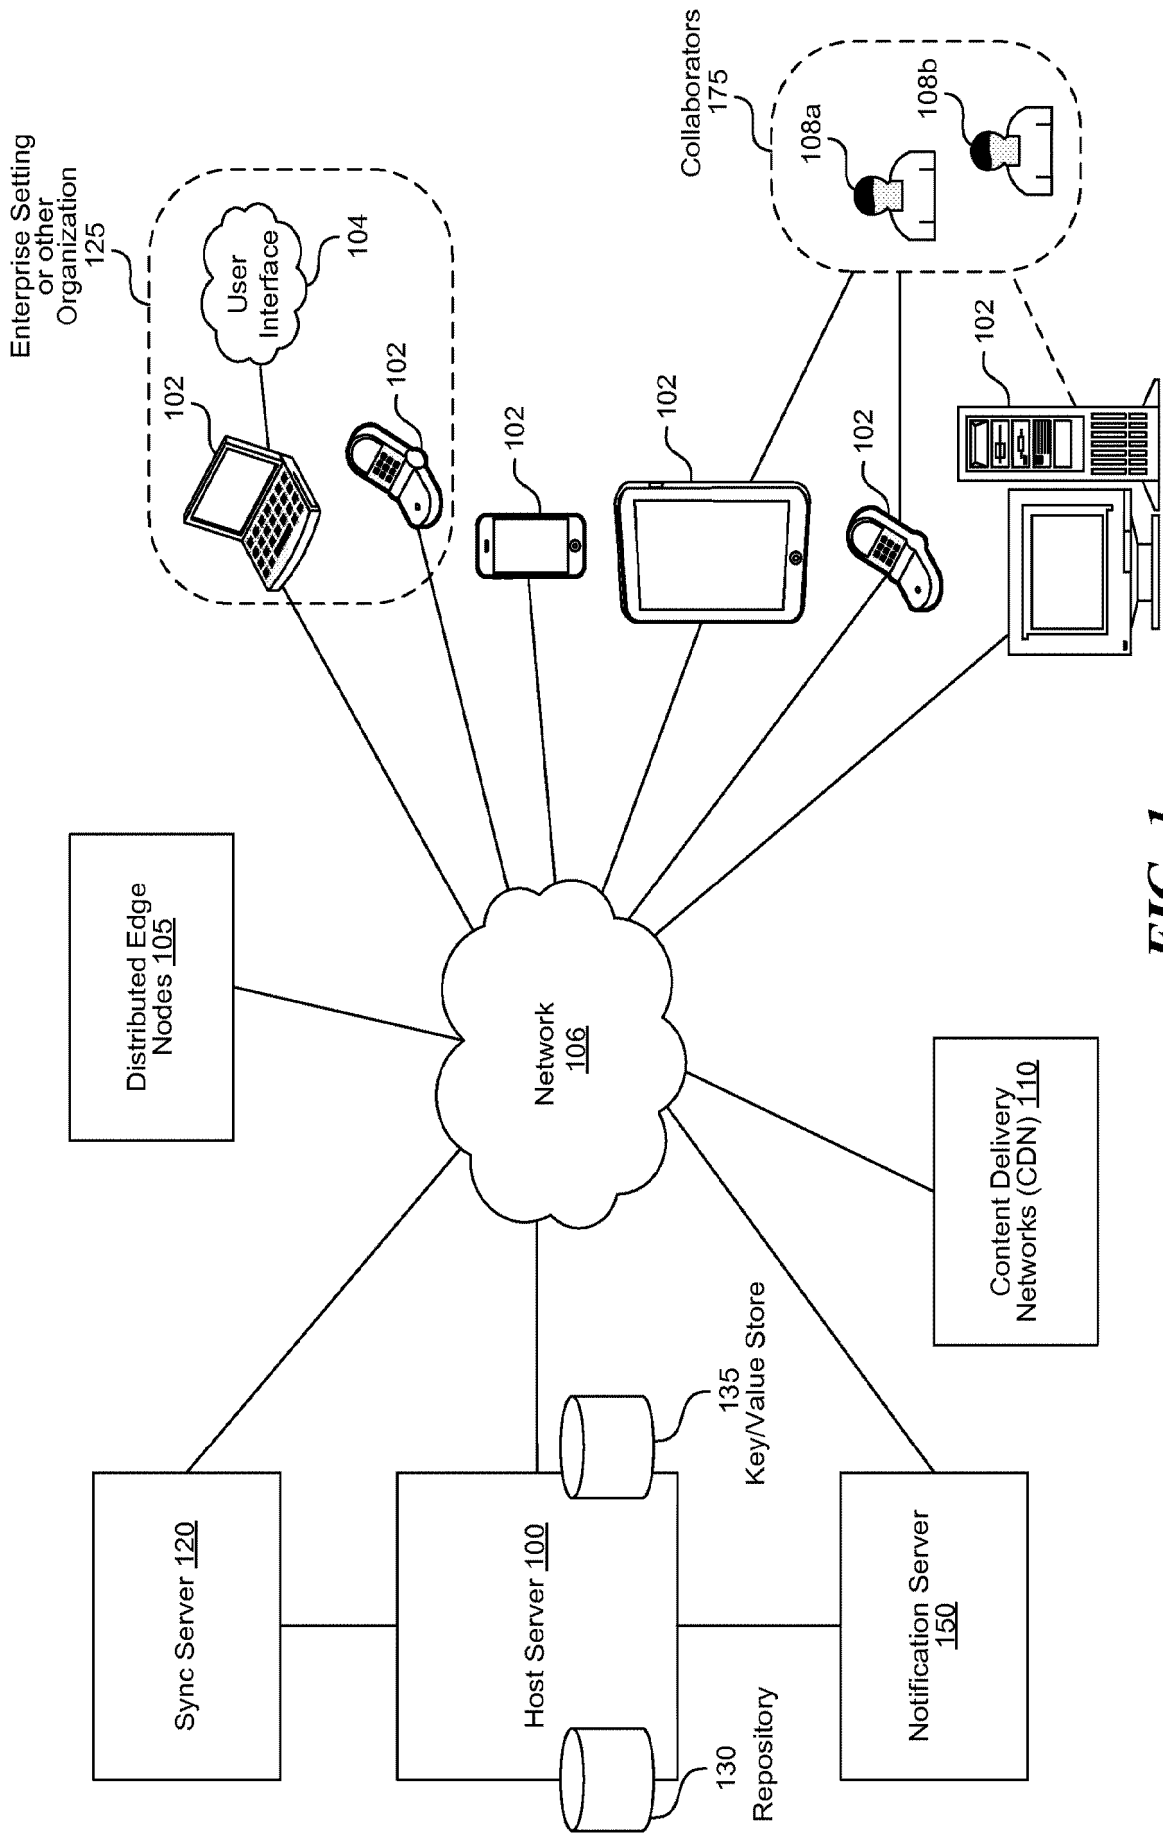 Sync Server 120
Host Server 100
130
Repository
135
Key/Value Store
Notification Server
150
Distributed Edge
Nodes 105
Network
106
Content Delivery
Networks (CDN) 110
Enterprise Setting
or other
Organization
125
User
Interface
104
102
102
102
102
102
102
Collaborators
175
108a
108b
FIG. 1